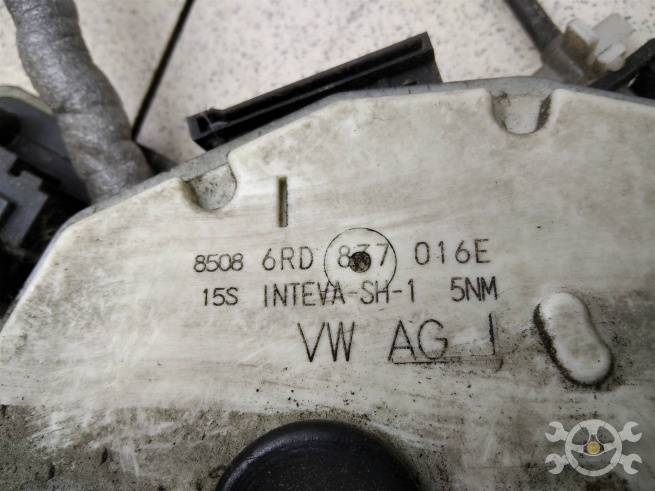 8508 6RD 837 016E
15S INTEVA-SH-1 5NM
VW AG J